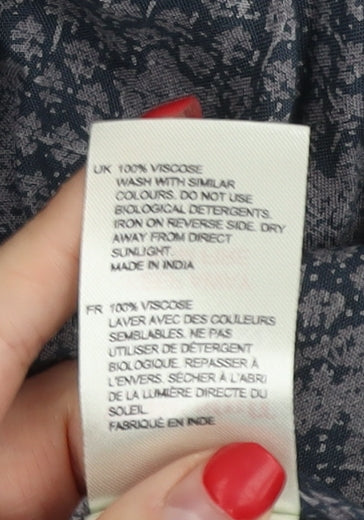 UK 100% VISCOSE
WASH WITH SIMILAR
COLOURS. DO NOT USE
BIOLOGICAL DETERGENTS.
IRON ON REVERSE SIDE. DRY
AWAY FROM DIRECT
SUNLIGHT.
MADE IN INDIA
FR 100% VISCOSE
LAVER AVEC DES COULEURS
SEMBLABLES. NE PAS
UTILISER DE DÉTERGENT
BIOLOGIQUE. REPASSER À
L'ENVERS. SÉCHER À L'ABRI
DE LA LUMIÈRE DIRECTE DU
SOLEIL.
FABRIQUÉ EN INDE